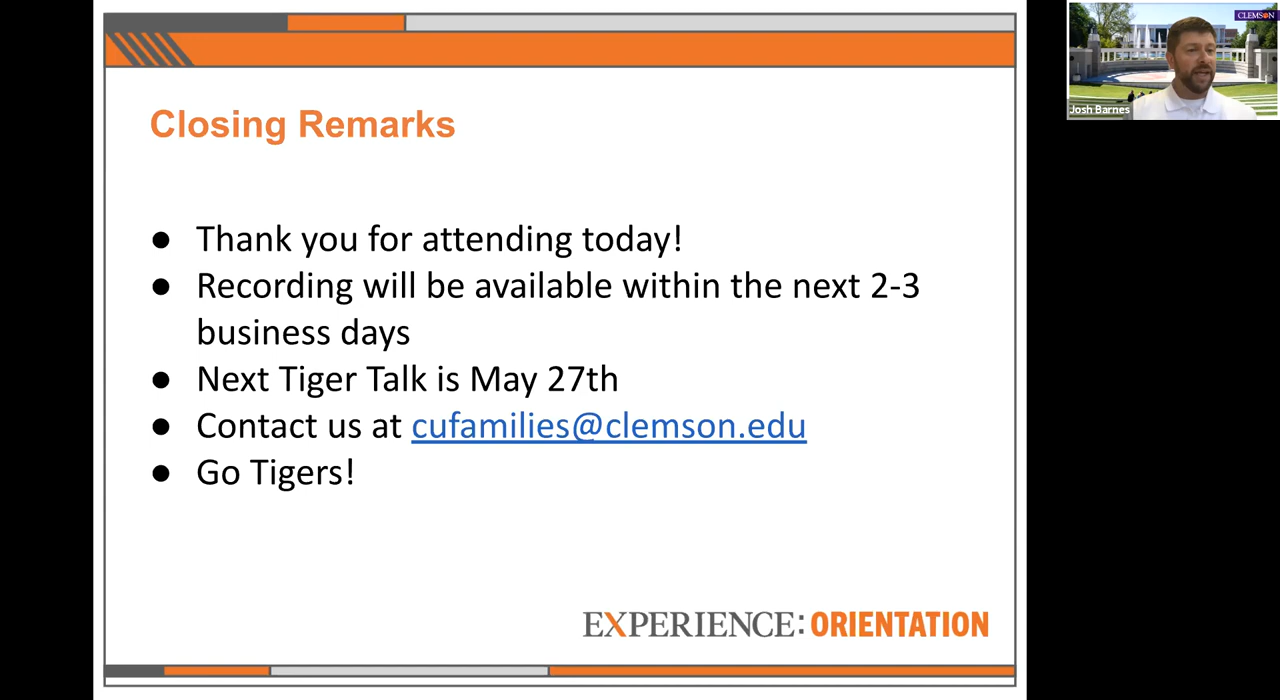 CLEMSON
Josh Barnes
Closing Remarks
● Thank you for attending today!
● Recording will be available within the next 2-3
business days
● Next Tiger Talk is May 27th
● Contact us at cufamilies@clemson.edu
● Go Tigers!
EXPERIENCE: ORIENTATION